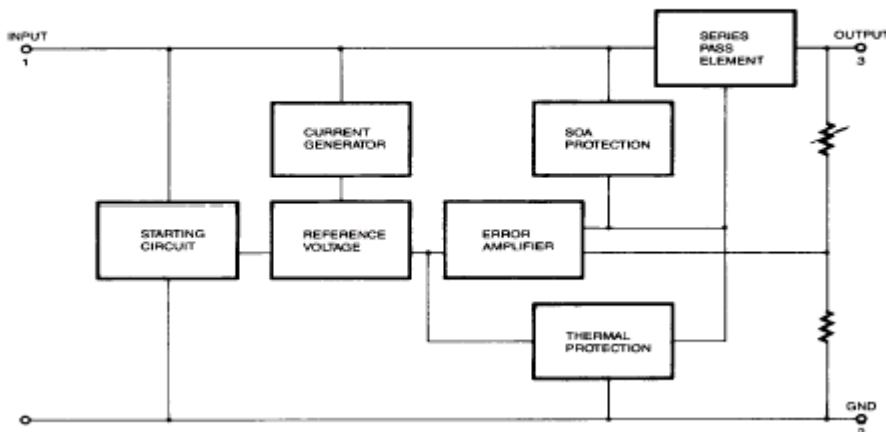 INPUT
1
SERIES
PASS
ELEMENT
OUTPUT
3
CURRENT
GENERATOR
SOA
PROTECTION
STARTING
CIRCUIT
REFERENCE
VOLTAGE
ERROR
AMPLIFIER
THERMAL
PROTECTION
GND